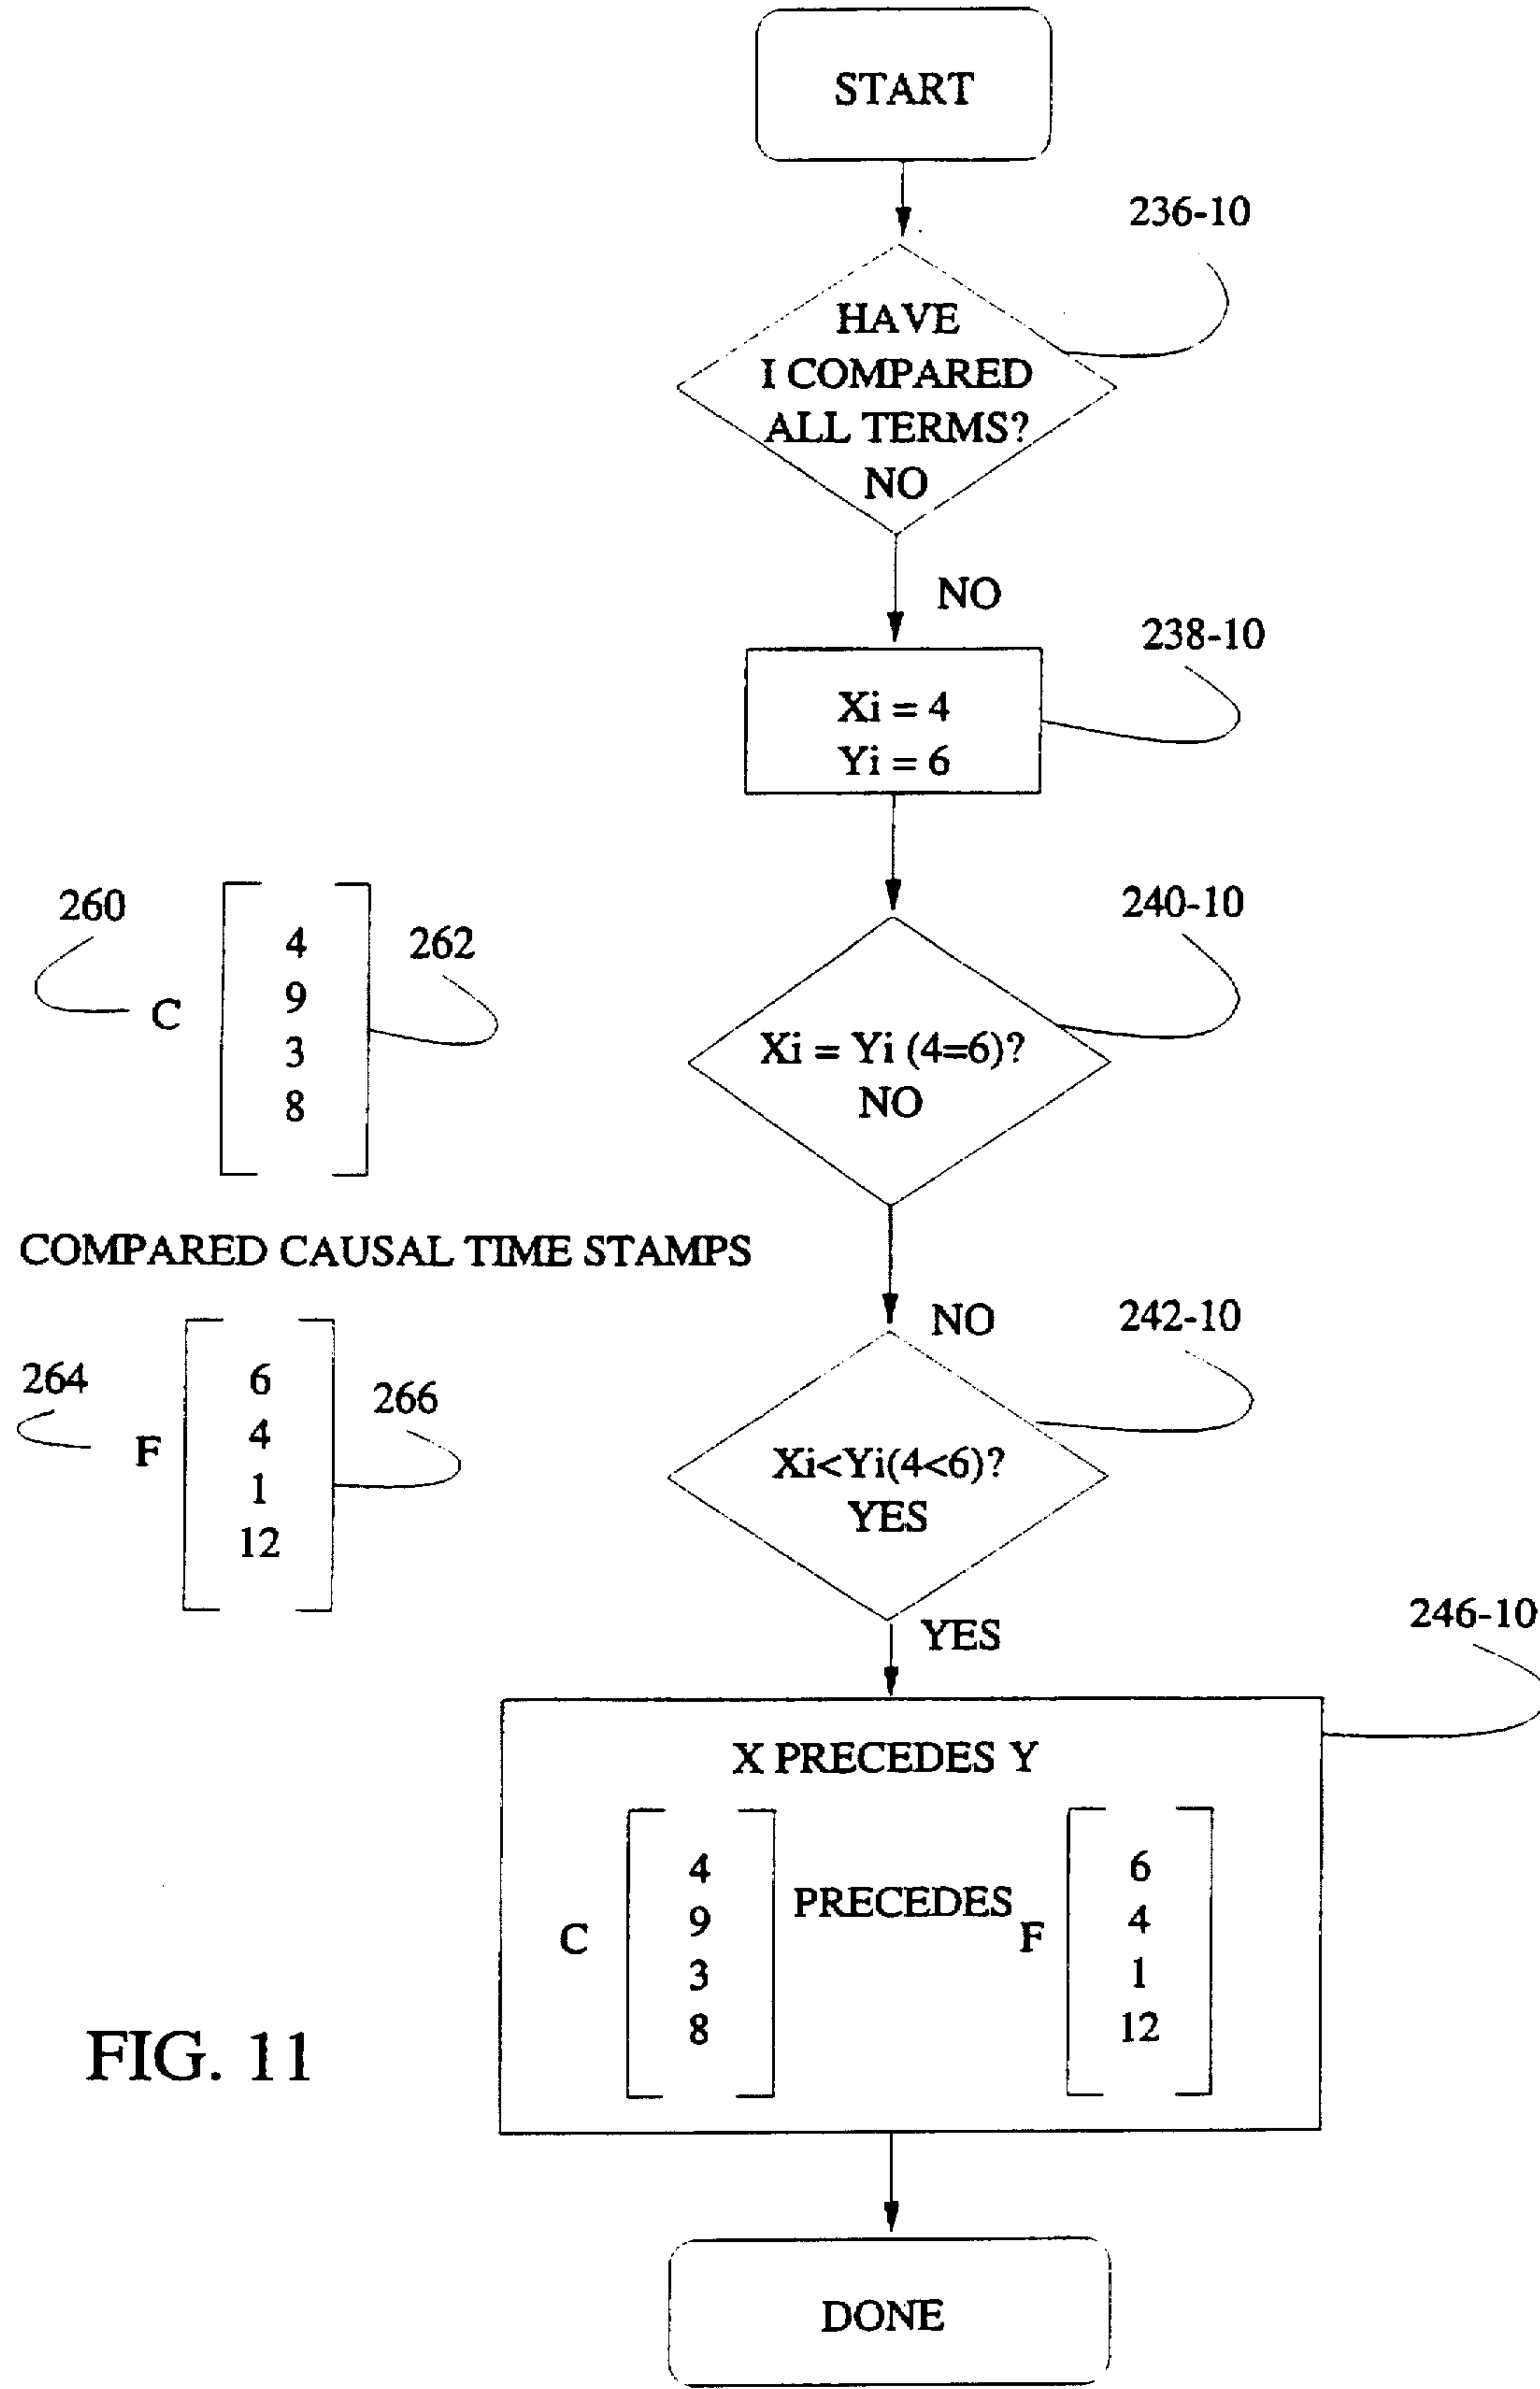 START
236-10
HAVE
I COMPARED
ALL TERMS?
NO
NO
238-10
Xi = 4
Yi = 6
240-10
Xi = Yi (4=6)?
NO
260
C
4
9
3
8
262
COMPARED CAUSAL TIME STAMPS
264
F
6
4
1
12
266
NO
242-10
Xi<Yi(4<6)?
YES
YES
246-10
X PRECEDES Y
C
4
9
3
8
PRECEDES
F
6
4
1
12
FIG. 11
DONE